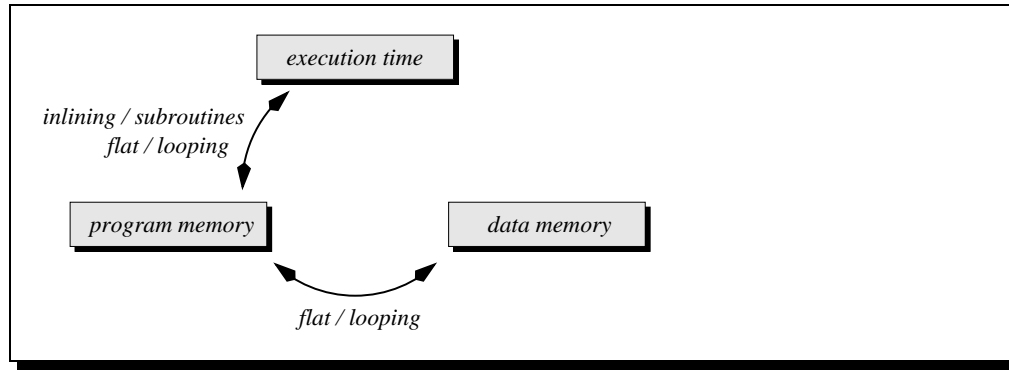 execution time
inlining / subroutines
flat / looping
program memory
data memory
flat / looping